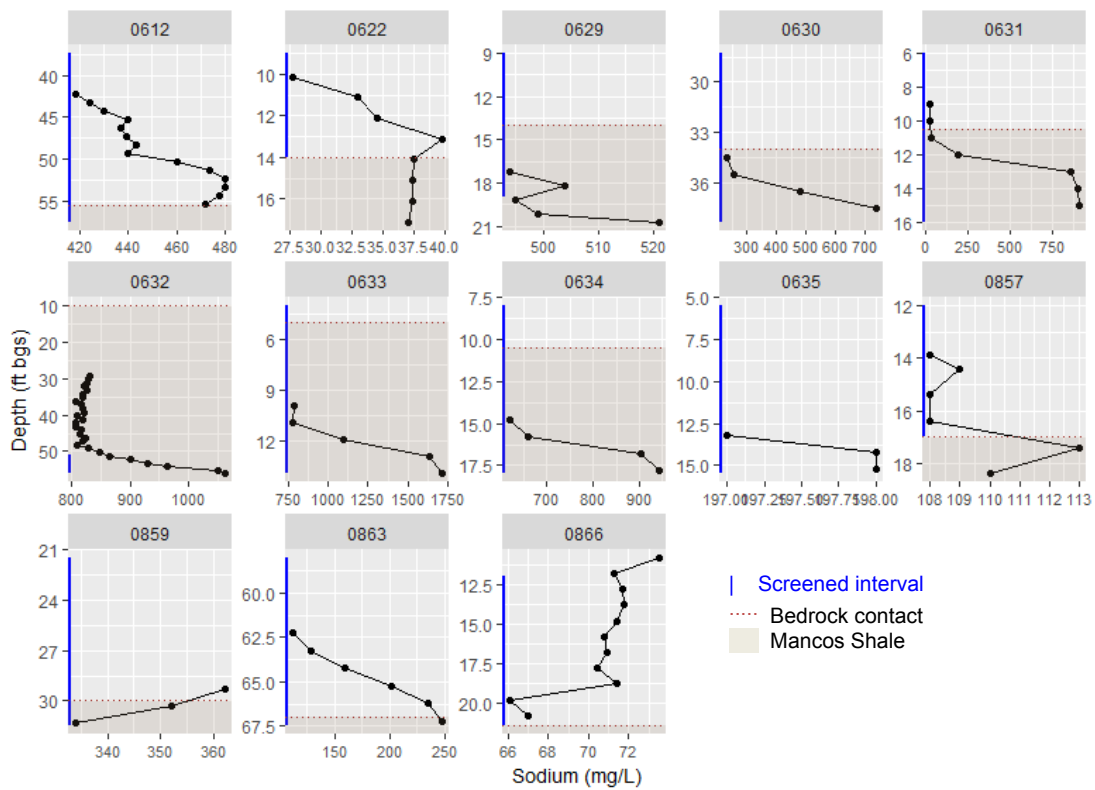 0612 0622 0629 0630 0631
40 45 50 55
420 440 460 480
10 12 14 16
27.5 30.0 32.5 35.0 37.5 40.0
9 12 15 18 21
500 510 520
30 33 36
300 400 500 600 700
6 8 10 12 14 16
0 250 500 750
0632 0633 0634 0635 0857
10 20 30 40 50
800 900 1000
6 9 12
750 1000 1250 1500 1750
7.5 10.0 12.5 15.0 17.5
700 800 900
5.0 7.5 10.0 12.5 15.0
197.00 197.25 197.50 197.75 198.00
12 14 16 18
108 109 110 111 112 113
Depth (ft bgs)
0859 0863 0866
21 24 27 30
340 350 360
60.0 62.5 65.0 67.5
100 150 200 250
12.5 15.0 17.5 20.0
66 68 70 72
Screened interval
Bedrock contact
Mancos Shale
Sodium (mg/L)